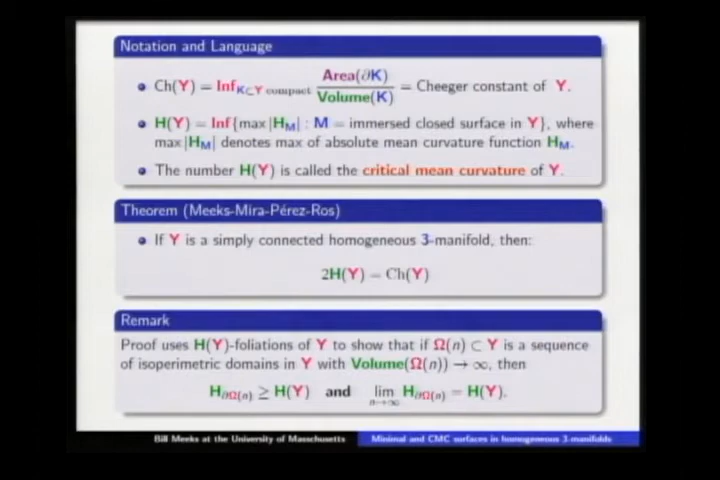 Notation and Language
Ch(Y) = Inf_{K⊂Y compact} Area(∂K) / Volume(K) = Cheeger constant of Y.
H(Y) = Inf{max |H_M| : M = immersed closed surface in Y}, where
max |H_M| denotes max of absolute mean curvature function H_M.
The number H(Y) is called the critical mean curvature of Y.
Theorem (Meeks-Mira-Pérez-Ros)
If Y is a simply connected homogeneous 3-manifold, then:
2H(Y) = Ch(Y)
Remark
Proof uses H(Y)-foliations of Y to show that if Ω(n) ⊂ Y is a sequence
of isoperimetric domains in Y with Volume(Ω(n)) → ∞, then
H_{∂Ω(n)} ≥ H(Y) and lim_{n→∞} H_{∂Ω(n)} = H(Y).
Bill Meeks at the University of Massachusetts Minimal and CMC surfaces in homogeneous 3-manifolds